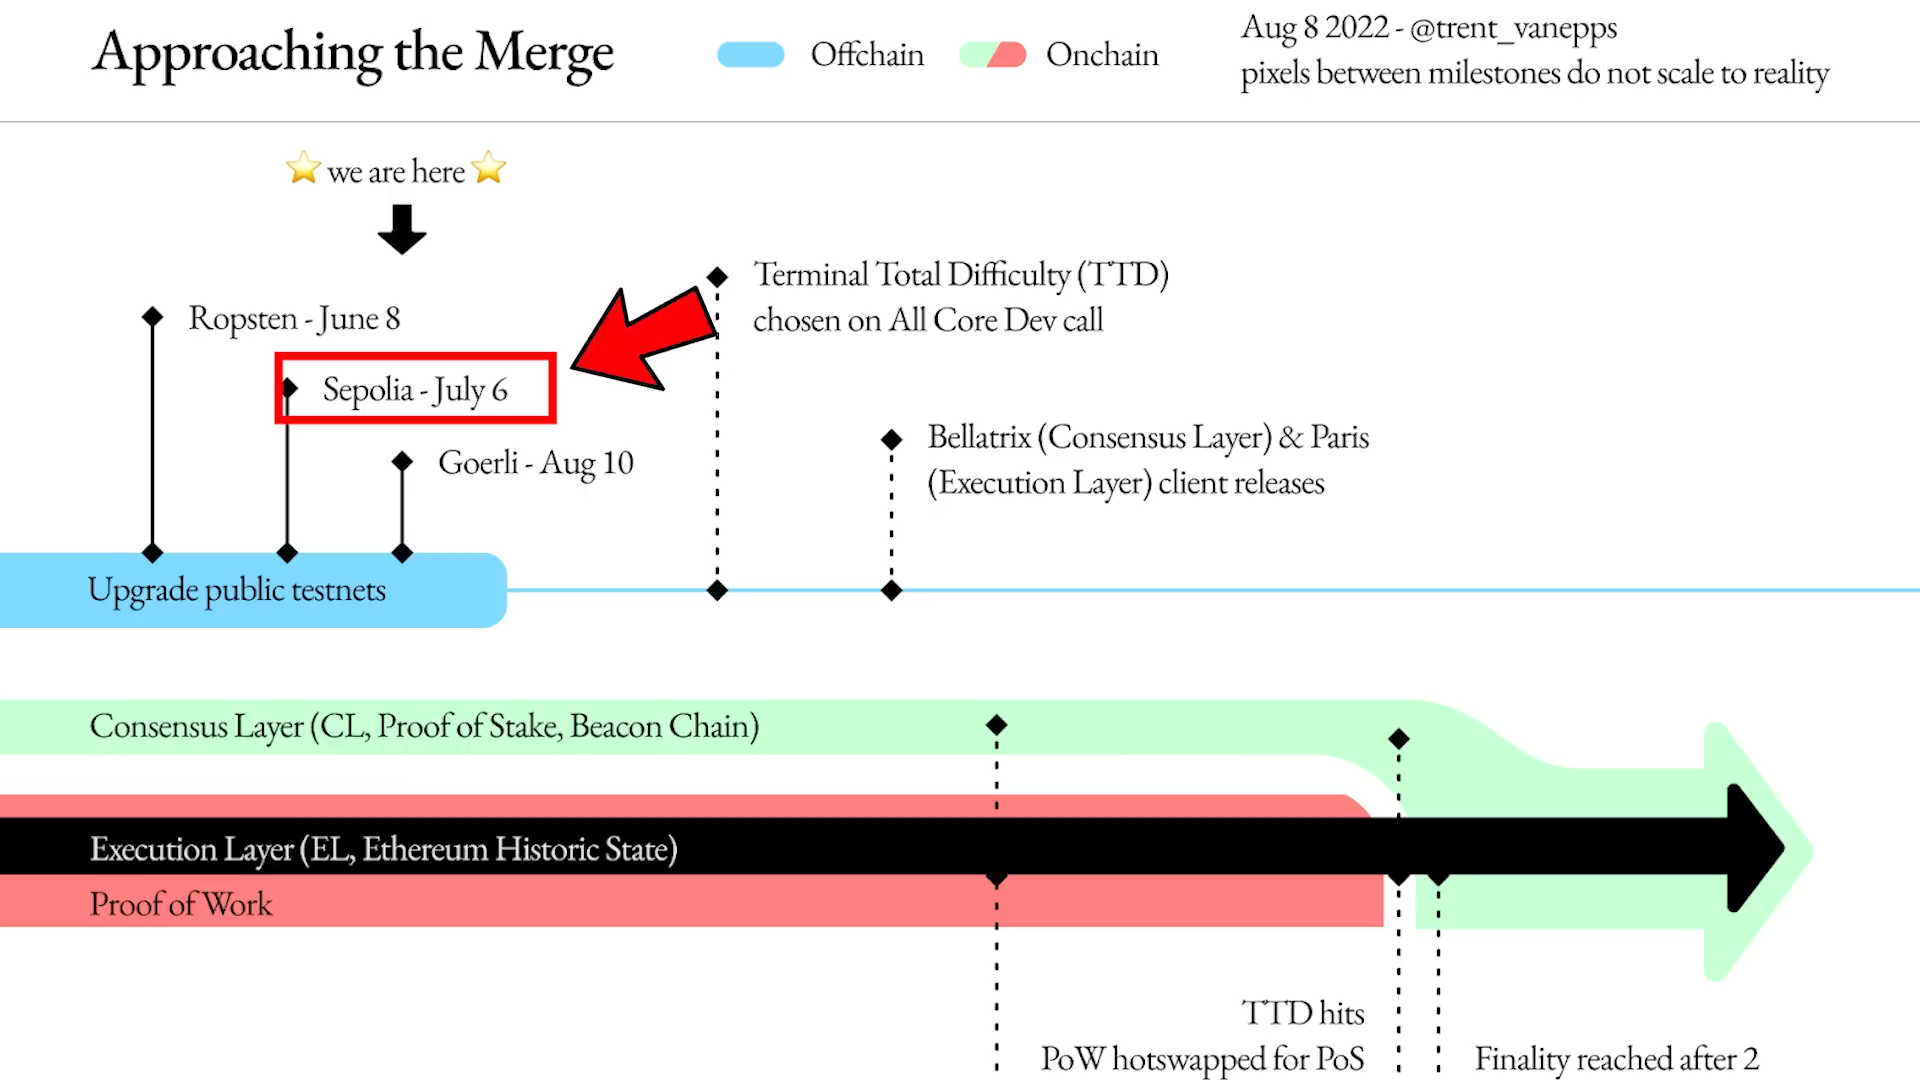 Approaching the Merge
Offchain
Onchain
Aug 8 2022 - @trent_vanepps
pixels between milestones do not scale to reality
we are here
Terminal Total Difficulty (TTD)
chosen on All Core Dev call
Ropsten - June 8
Sepolia - July 6
Goerli - Aug 10
Bellatrix (Consensus Layer) & Paris
(Execution Layer) client releases
Upgrade public testnets
Consensus Layer (CL, Proof of Stake, Beacon Chain)
Execution Layer (EL, Ethereum Historic State)
Proof of Work
TTD hits
PoW hotswapped for PoS
Finality reached after 2